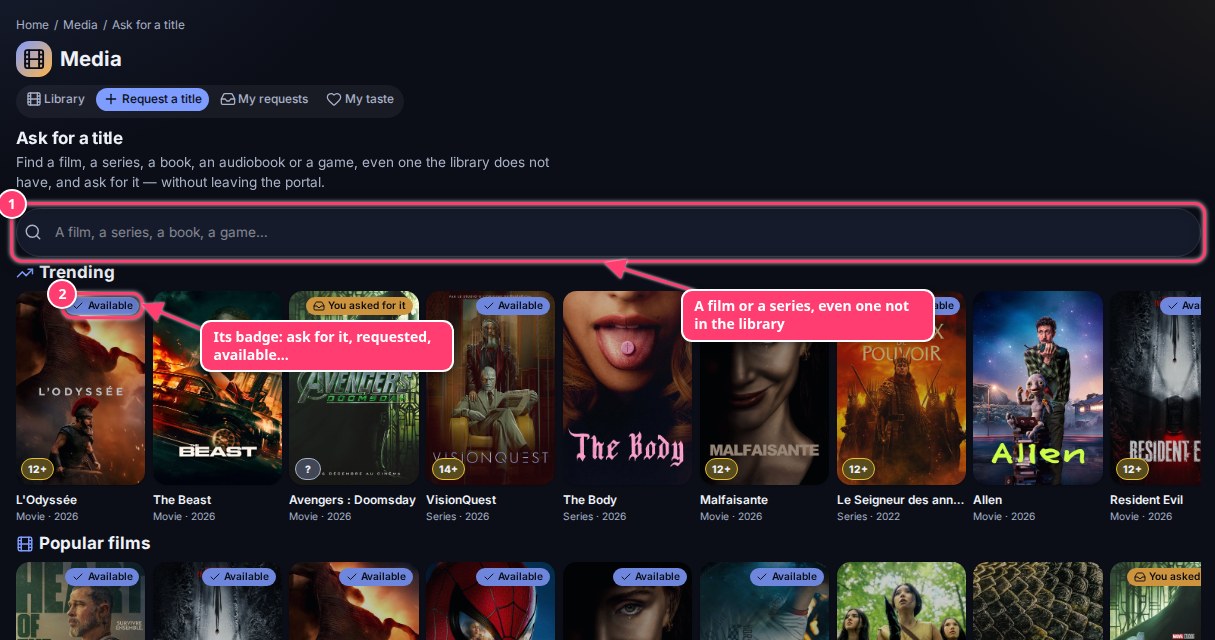 Home / Media / Ask for a title
Media
Library
Request a title
My requests
My taste
Ask for a title
Find a film, a series, a book, an audiobook or a game, even one the library does not
have, and ask for it — without leaving the portal.
1
A film, a series, a book, a game...
Trending
2
Available
You asked for it
Available
A film or a series, even one not
in the library
Its badge: ask for it, requested,
available...
L'ODYSSÉE
BEAST
AVENGERS
DOOMSDAY
VISIONQUEST
The Body
MALFAISANTE
POUVOIR
Alien
RESIDENT E
12+
?
14+
12+
12+
12+
L'Odyssée
The Beast
Avengers : Doomsday
VisionQuest
The Body
Malfaisante
Le Seigneur des ann...
Allen
Resident Evil
Movie · 2026
Movie · 2026
Movie · 2026
Series · 2026
Series · 2026
Movie · 2026
Series · 2022
Movie · 2026
Movie · 2026
Popular films
Available
Available
Available
Available
Available
Available
You asked